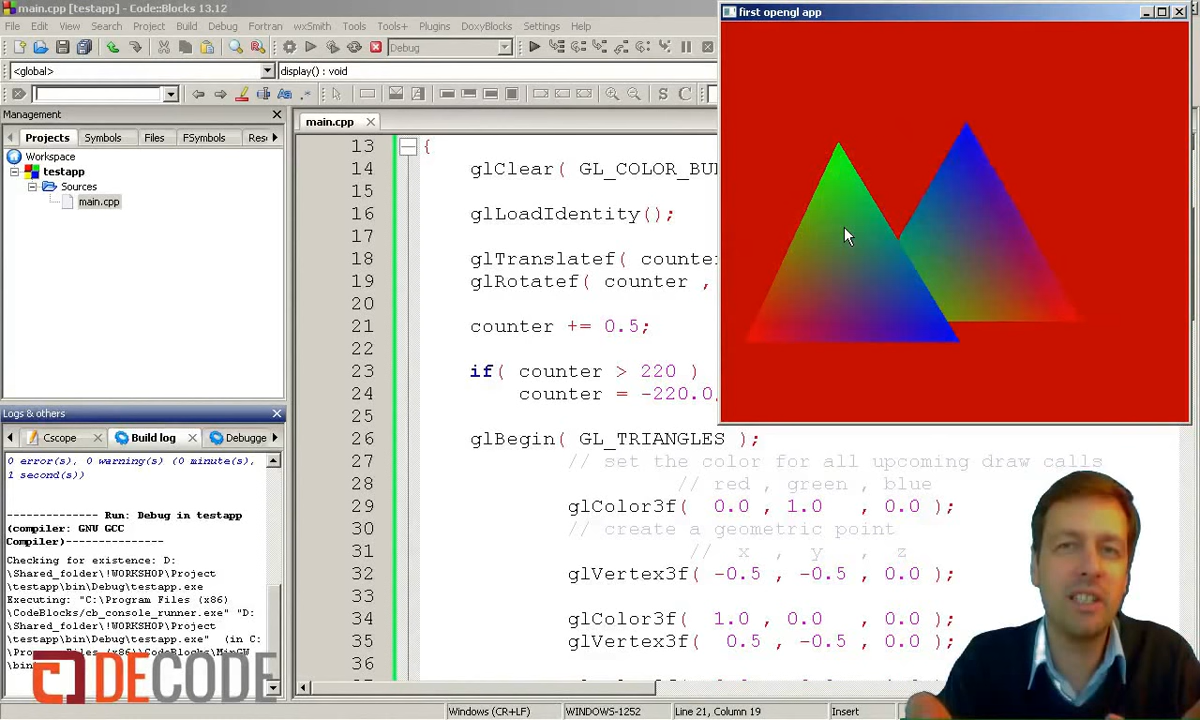 main.cpp [testapp] - Code::Blocks 13.12
File Edit View Search Project Build Debug Fortran wxSmith Tools Tools+ Plugins DoxyBlocks Settings Help
Debug
<global>
display() : void
S C
Management
Projects Symbols Files FSymbols
Workspace
testapp
Sources
main.cpp
main.cpp
13 {
14 glClear( GL_COLOR_BU
15
16 glLoadIdentity();
17
18 glTranslatef( counte
19 glRotatef( counter ,
20
21 counter += 0.5;
22
23 if( counter > 220 )
24 counter = -220.0
25
26 glBegin( GL_TRIANGLES );
27 // set the color for all upcoming draw calls
28 // red , green , blue
29 glColor3f( 0.0 , 1.0 , 0.0 );
30 // create a geometric point
31 // x , y , z
32 glVertex3f( -0.5 , -0.5 , 0.0 );
33
34 glColor3f( 1.0 , 0.0 , 0.0 );
35 glVertex3f( 0.5 , -0.5 , 0.0 );
36
first opengl app
Logs & others
Cscope Build log Debugge
0 error(s), 0 warning(s) (0 minute(s),
1 second(s))
-------------- Run: Debug in testapp
(compiler: GNU GCC
Compiler)---------------
Checking for existence: D:
\Shared_folder\!WORKSHOP\Project
\testapp\bin\Debug\testapp.exe
Executing: "C:\Program Files (x86)
\CodeBlocks/cb_console_runner.exe" "D:
\Shared_folder\!WORKSHOP\Project
\testapp\bin\Debug\testapp.exe" (in C:
DECODE
Windows (CR+LF) WINDOWS-1252 Line 21, Column 19 Insert